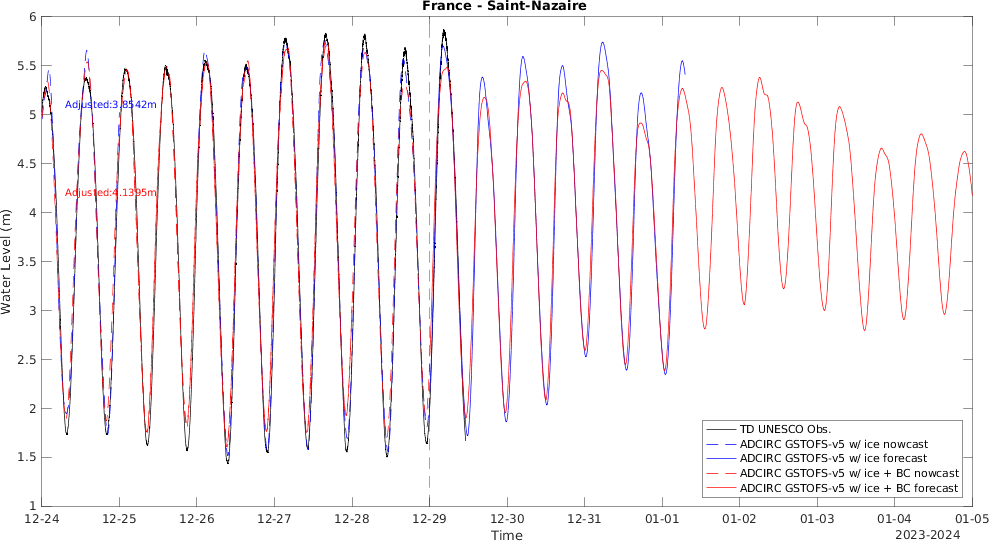 France - Saint-Nazaire
Water Level (m)
6
5.5
5
4.5
4
3.5
3
2.5
2
1.5
1
Adjusted:3.8542m
Adjusted:4.1395m
TD UNESCO Obs.
ADCIRC GSTOFS-v5 w/ ice nowcast
ADCIRC GSTOFS-v5 w/ ice forecast
ADCIRC GSTOFS-v5 w/ ice + BC nowcast
ADCIRC GSTOFS-v5 w/ ice + BC forecast
12-24 12-25 12-26 12-27 12-28 12-29 12-30 12-31 01-01 01-02 01-03 01-04 01-05
Time
2023-2024